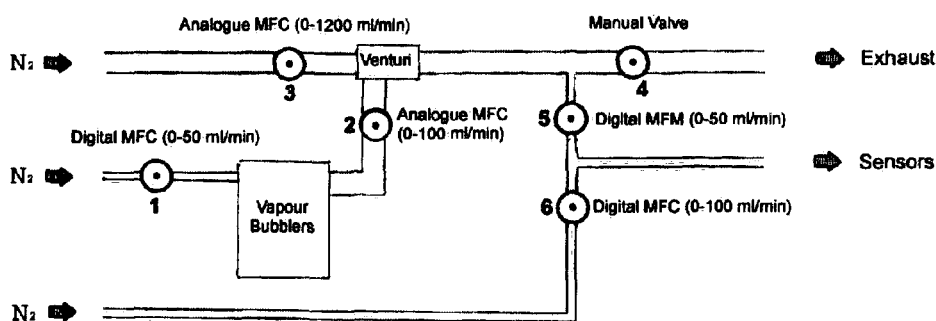 Analogue MFC (0-1200 ml/min)
Manual Valve
N₂
Venturi
Exhaust
3
4
2
Analogue MFC
(0-100 ml/min)
5
Digital MFM (0-50 ml/min)
Digital MFC (0-50 ml/min)
N₂
Sensors
1
Vapour
Bubblers
6
Digital MFC (0-100 ml/min)
N₂